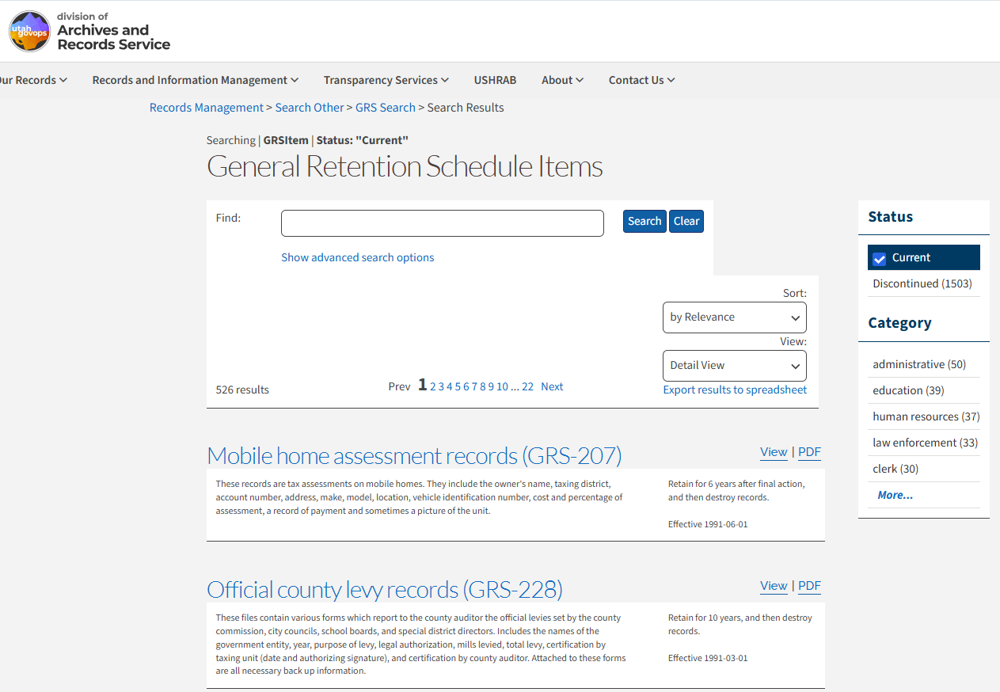 utah
govops
division of
Archives and
Records Service
ur Records
Records and Information Management
Transparency Services
USHRAB
About
Contact Us
Records Management > Search Other > GRS Search > Search Results
Searching | GRSItem | Status: "Current"
General Retention Schedule Items
Find:
Search
Clear
Show advanced search options
Sort:
by Relevance
View:
Detail View
526 results
Prev 1 2 3 4 5 6 7 8 9 10 ... 22 Next
Export results to spreadsheet
Mobile home assessment records (GRS-207)
View | PDF
These records are tax assessments on mobile homes. They include the owner's name, taxing district,
account number, address, make, model, location, vehicle identification number, cost and percentage of
assessment, a record of payment and sometimes a picture of the unit.
Retain for 6 years after final action,
and then destroy records.
Effective 1991-06-01
Official county levy records (GRS-228)
View | PDF
These files contain various forms which report to the county auditor the official levies set by the county
commission, city councils, school boards, and special district directors. Includes the names of the
government entity, year, purpose of levy, legal authorization, mills levied, total levy, certification by
taxing unit (date and authorizing signature), and certification by county auditor. Attached to these forms
are all necessary back up information.
Retain for 10 years, and then destroy
records.
Effective 1991-03-01
Status
Current
Discontinued (1503)
Category
administrative (50)
education (39)
human resources (37)
law enforcement (33)
clerk (30)
More...